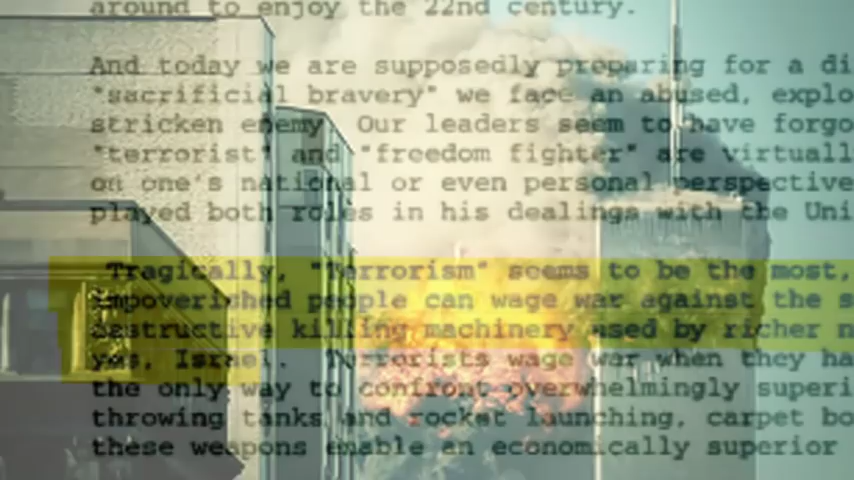 around to enjoy the 22nd century.
And today we are supposedly preparing for a di
"sacrificial bravery" we face an abused, explo
stricken enemy. Our leaders seem to have forgo
"terrorist" and "freedom fighter" are virtuall
on one's national or even personal perspective
played both roles in his dealings with the Uni
Tragically, "Terrorism" seems to be the most,
impoverished people can wage war against the s
destructive killing machinery used by richer n
yes, Israel. Terrorists wage war when they ha
the only way to confront overwhelmingly superi
throwing tanks and rocket launching, carpet bo
these weapons enable an economically superior